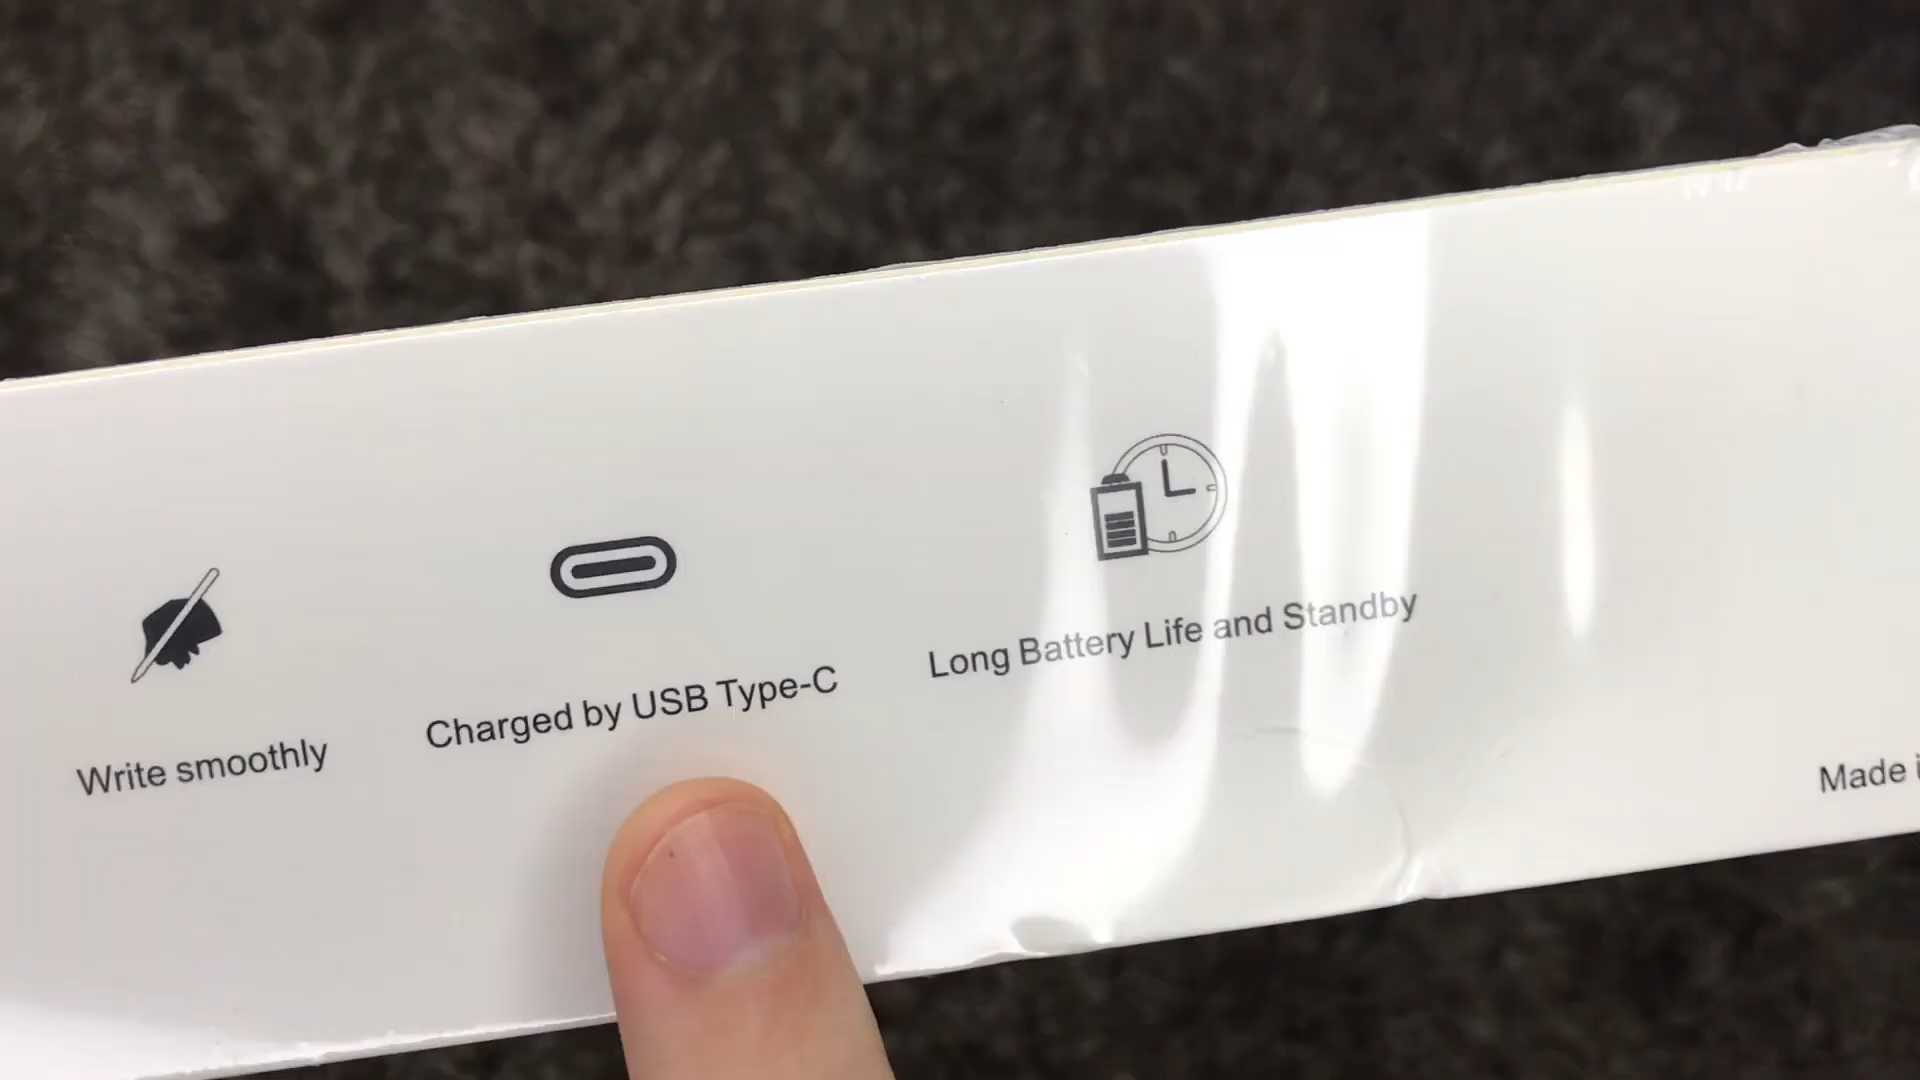 Write smoothly
Charged by USB Type-C
Long Battery Life and Standby
Made